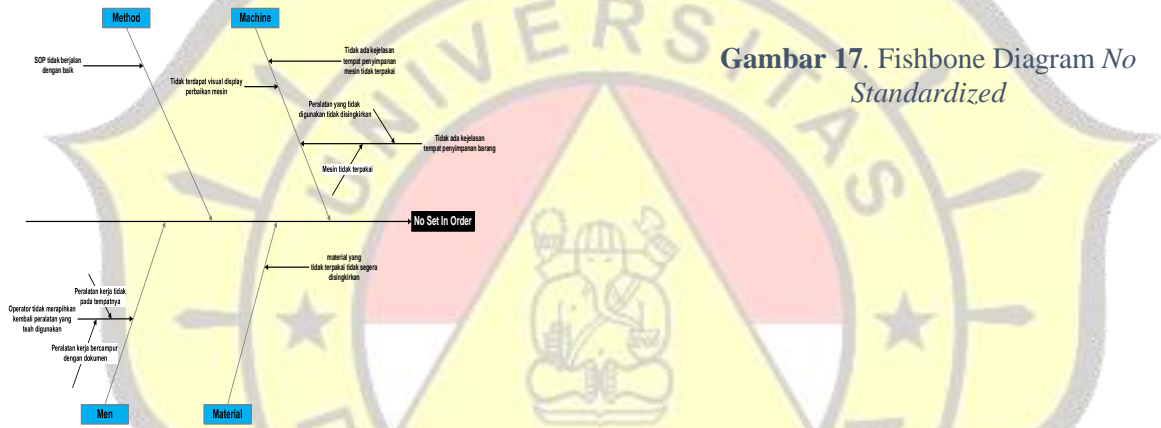 Method
Machine
SOP tidak berjalan
dengan baik
Tidak ada kejelasan
tempat penyimpanan
mesin tidak terpakai
Tidak terdapat visual display
perbaikan mesin
Peralatan yang tidak
digunakan tidak disingkirkan
Tidak ada kejelasan
tempat penyimpanan barang
Mesin tidak terpakai
No Set In Order
material yang
tidak terpakai tidak segera
disingkirkan
Peralatan kerja tidak
pada tempatnya
Operator tidak merapihkan
kembali peralatan yang
teah digunakan
Peralatan kerja bercampur
dengan dokumen
Men
Material
Gambar 17. Fishbone Diagram No
Standardized
UNIVERSITAS